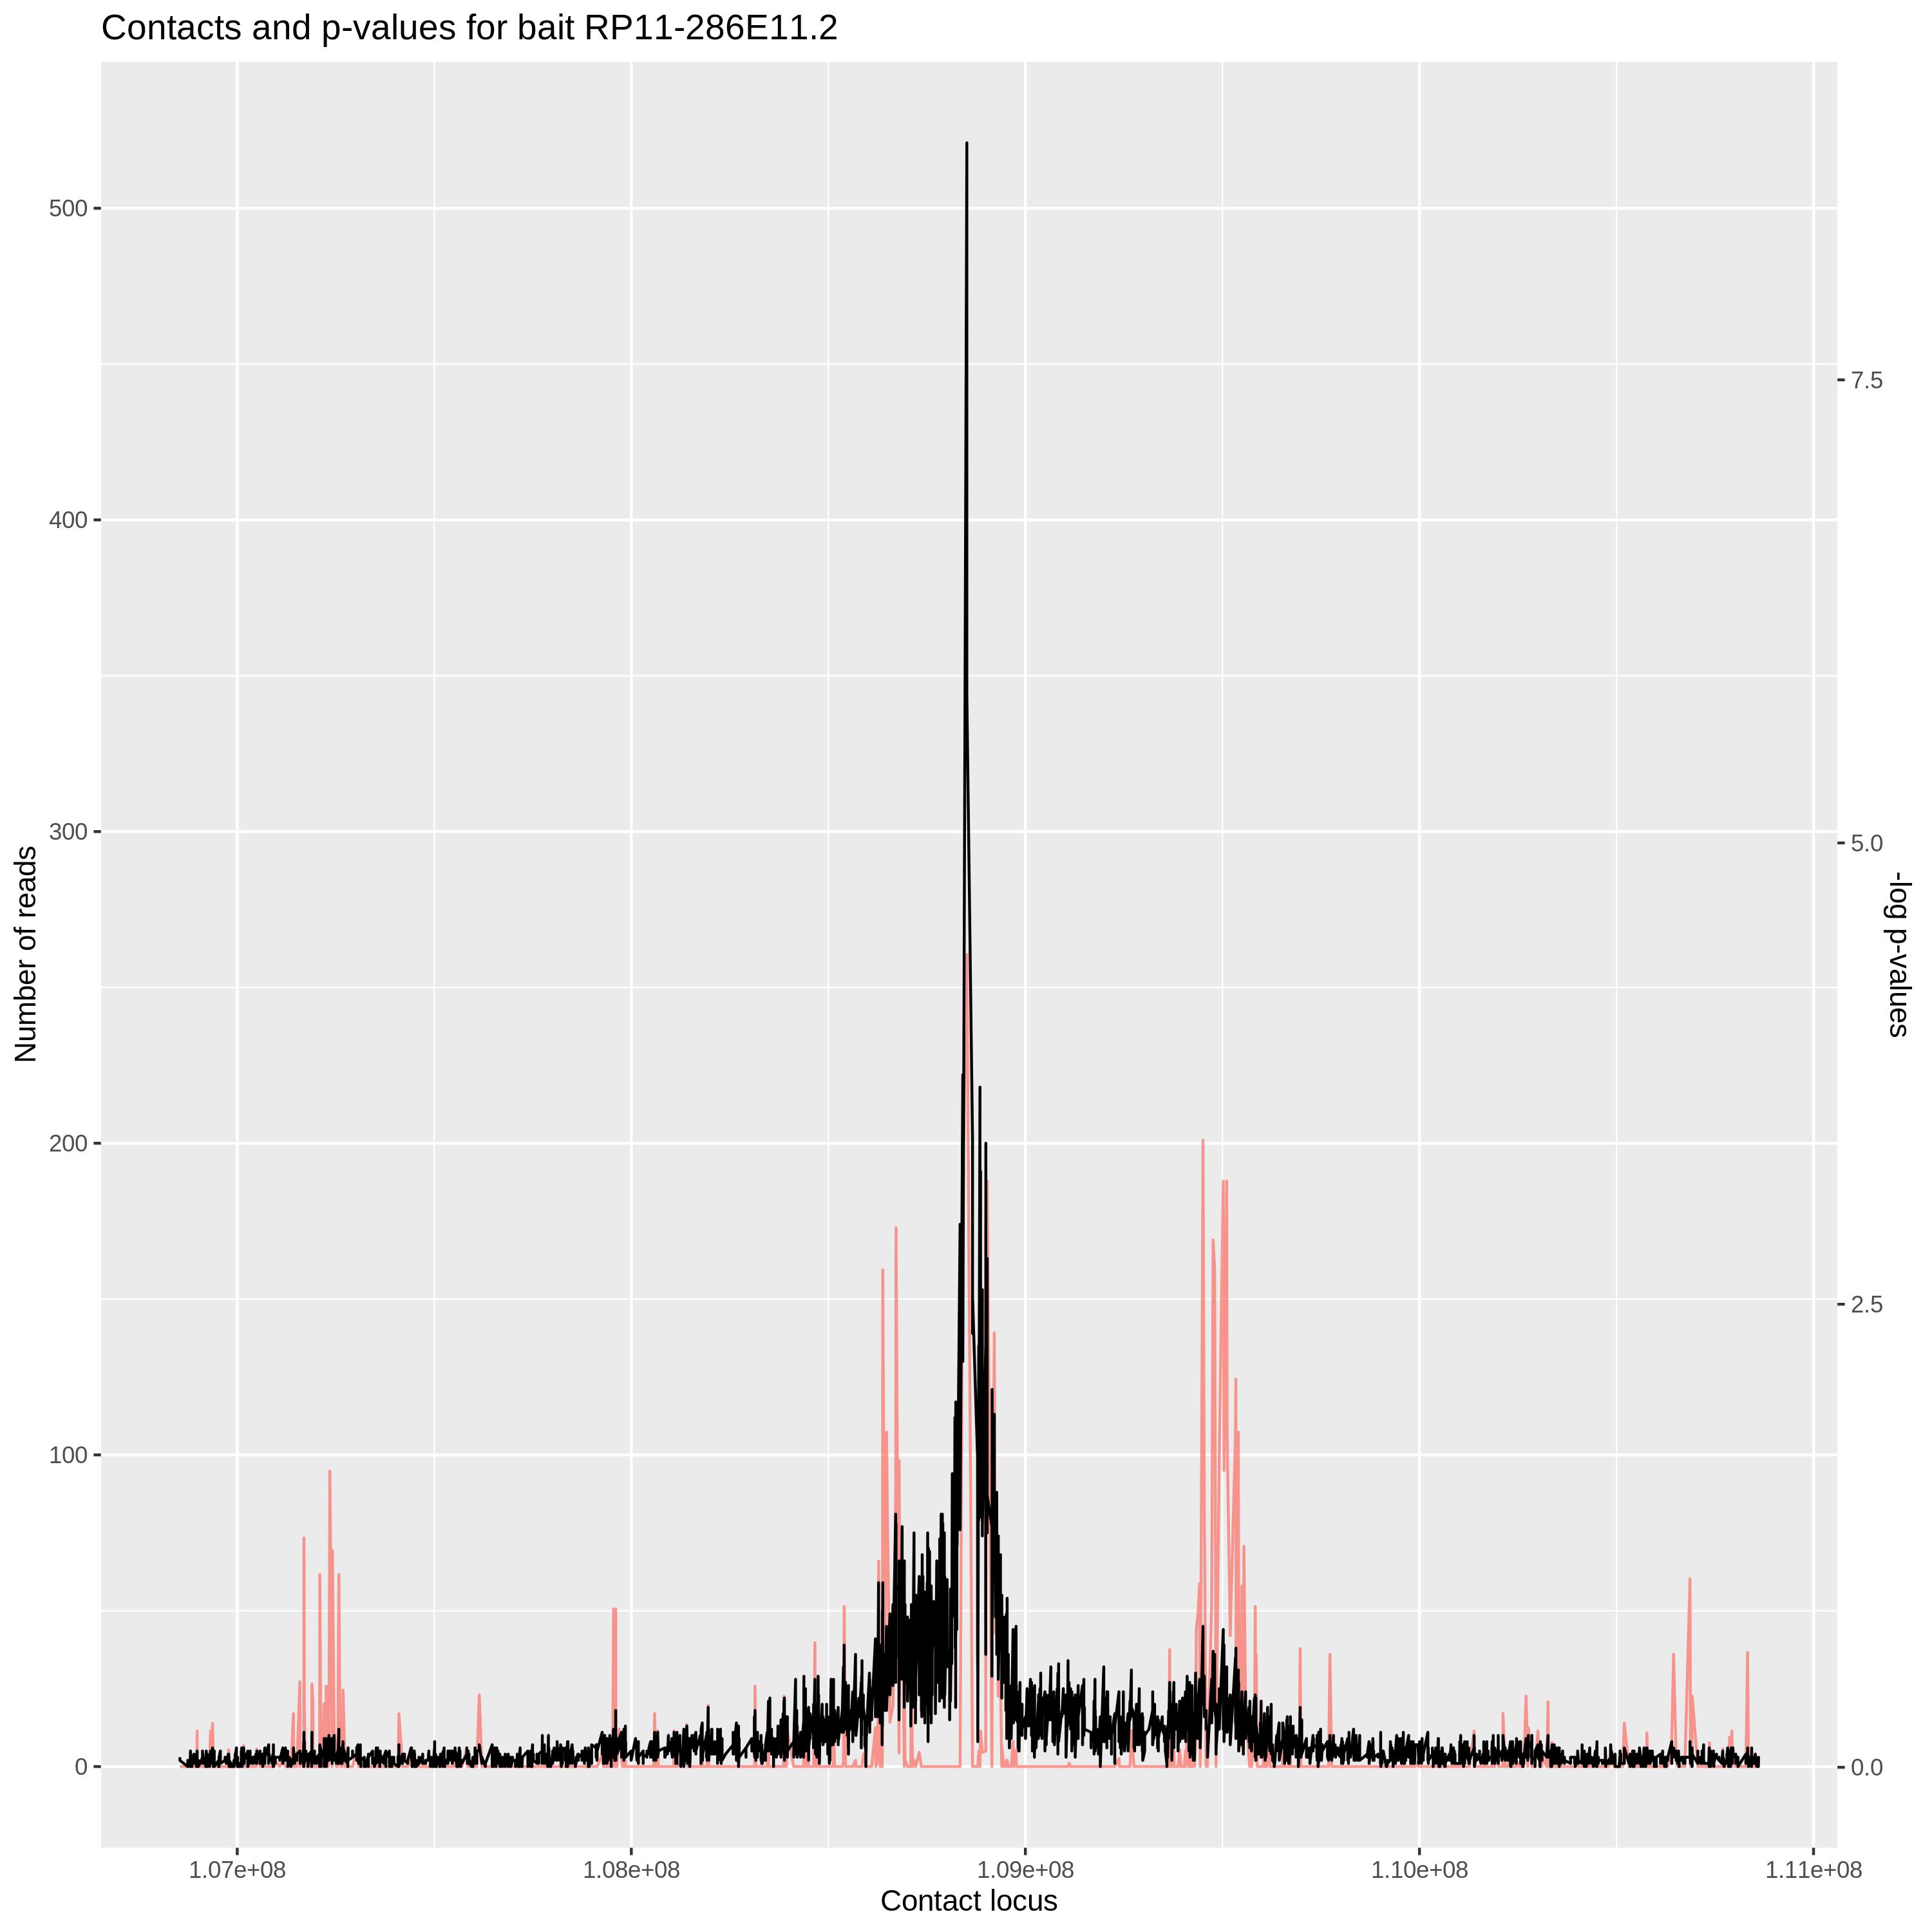 Contacts and p-values for bait RP11-286E11.2
500
400
300
200
100
0
Number of reads
7.5
5.0
2.5
0.0
-log p-values
1.07e+08
1.08e+08
1.09e+08
1.10e+08
1.11e+08
Contact locus